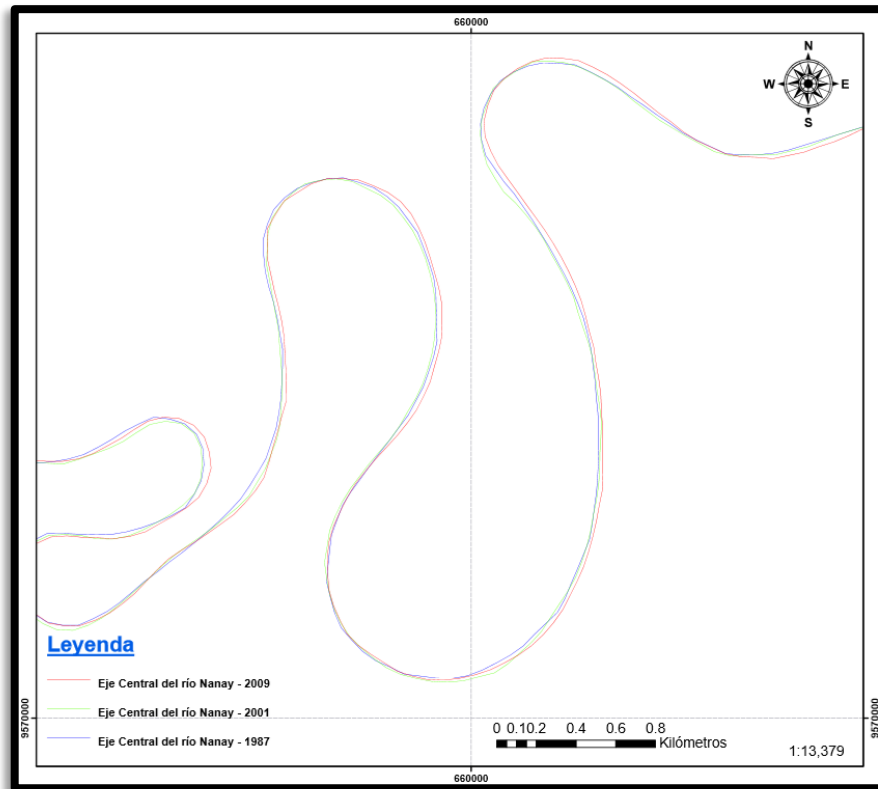 660000
N
W E
S
Leyenda
Eje Central del río Nanay - 2009
Eje Central del río Nanay - 2001
Eje Central del río Nanay - 1987
9570000
9570000
0 0.10.2 0.4 0.6 0.8
Kilómetros
1:13,379
660000